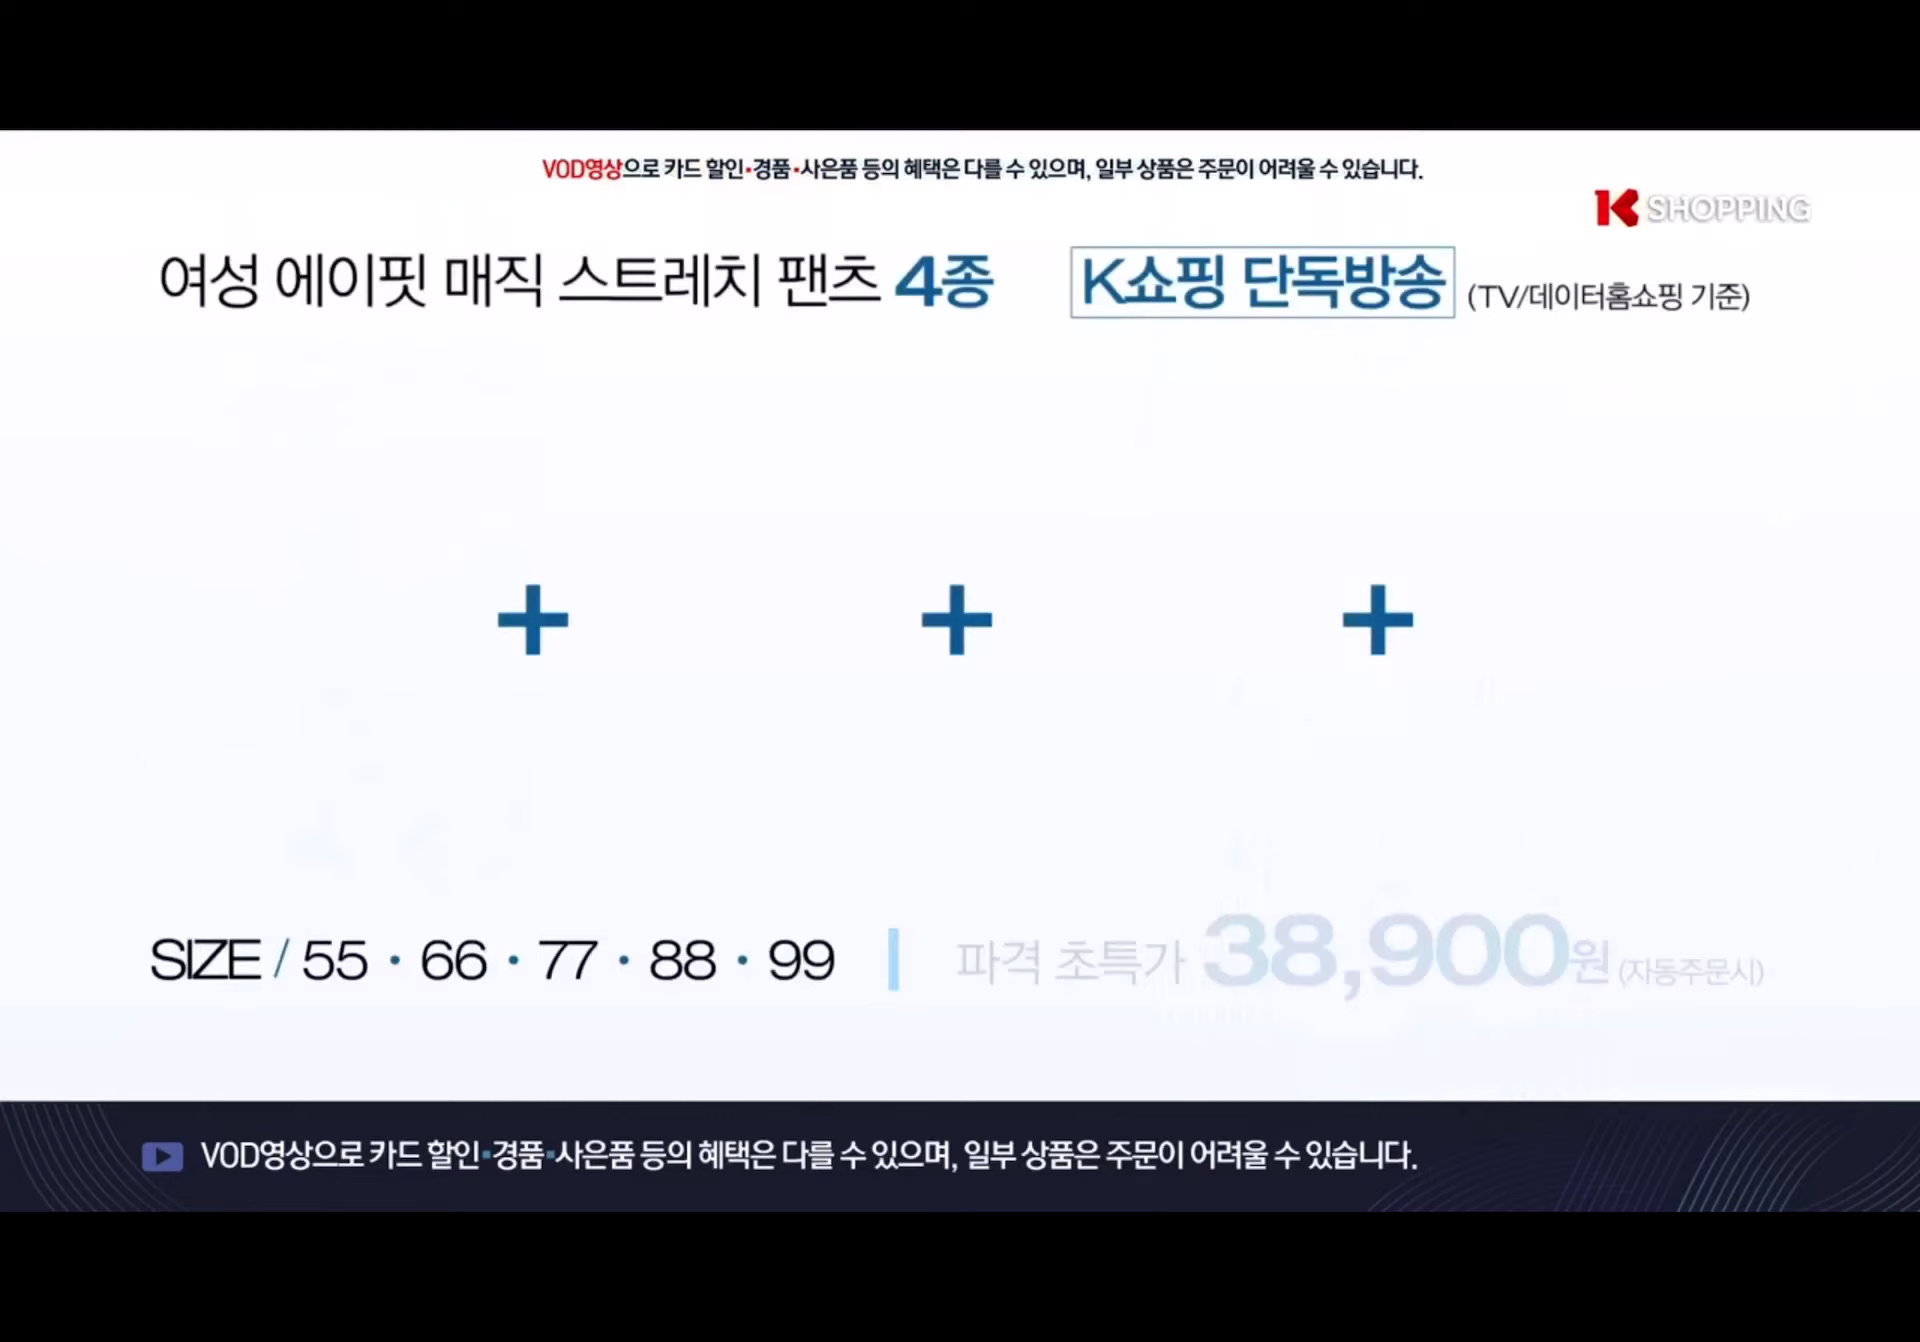 VOD영상으로 카드 할인•경품•사은품 등의 혜택은 다를 수 있으며, 일부 상품은 주문이 어려울 수 있습니다.
K SHOPPING
여성 에이핏 매직 스트레치 팬츠 4종 K쇼핑 단독방송 (TV/데이터홈쇼핑 기준)
+ + +
SIZE / 55 · 66 · 77 · 88 · 99 파격 초특가 38,900원 (자동주문시)
VOD영상으로 카드 할인•경품•사은품 등의 혜택은 다를 수 있으며, 일부 상품은 주문이 어려울 수 있습니다.